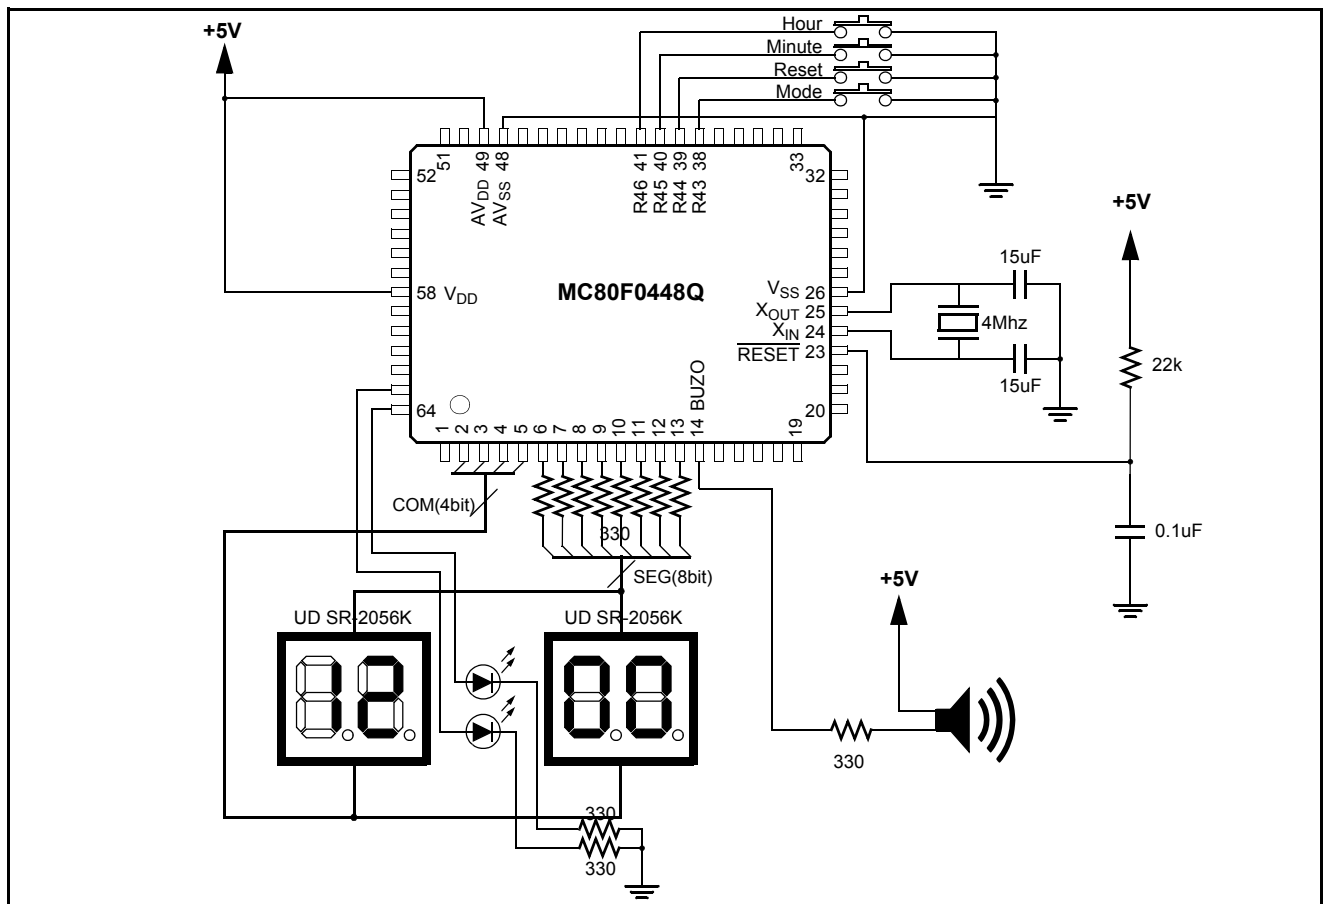 +5V
Hour
Minute
Reset
Mode
51
49
48
41
40
39
38
33
AVDD
AVSS
R46
R45
R44
R43
52
32
+5V
15uF
58 VDD
MC80F0448Q
VSS 26
XOUT 25
4Mhz
XIN 24
RESET 23
15uF
22k
64
BUZO
20
1
2
3
4
5
6
7
8
9
10
11
12
13
14
19
COM(4bit)
330
0.1uF
SEG(8bit)
+5V
UD SR-2056K
UD SR-2056K
12
00
330
330
330